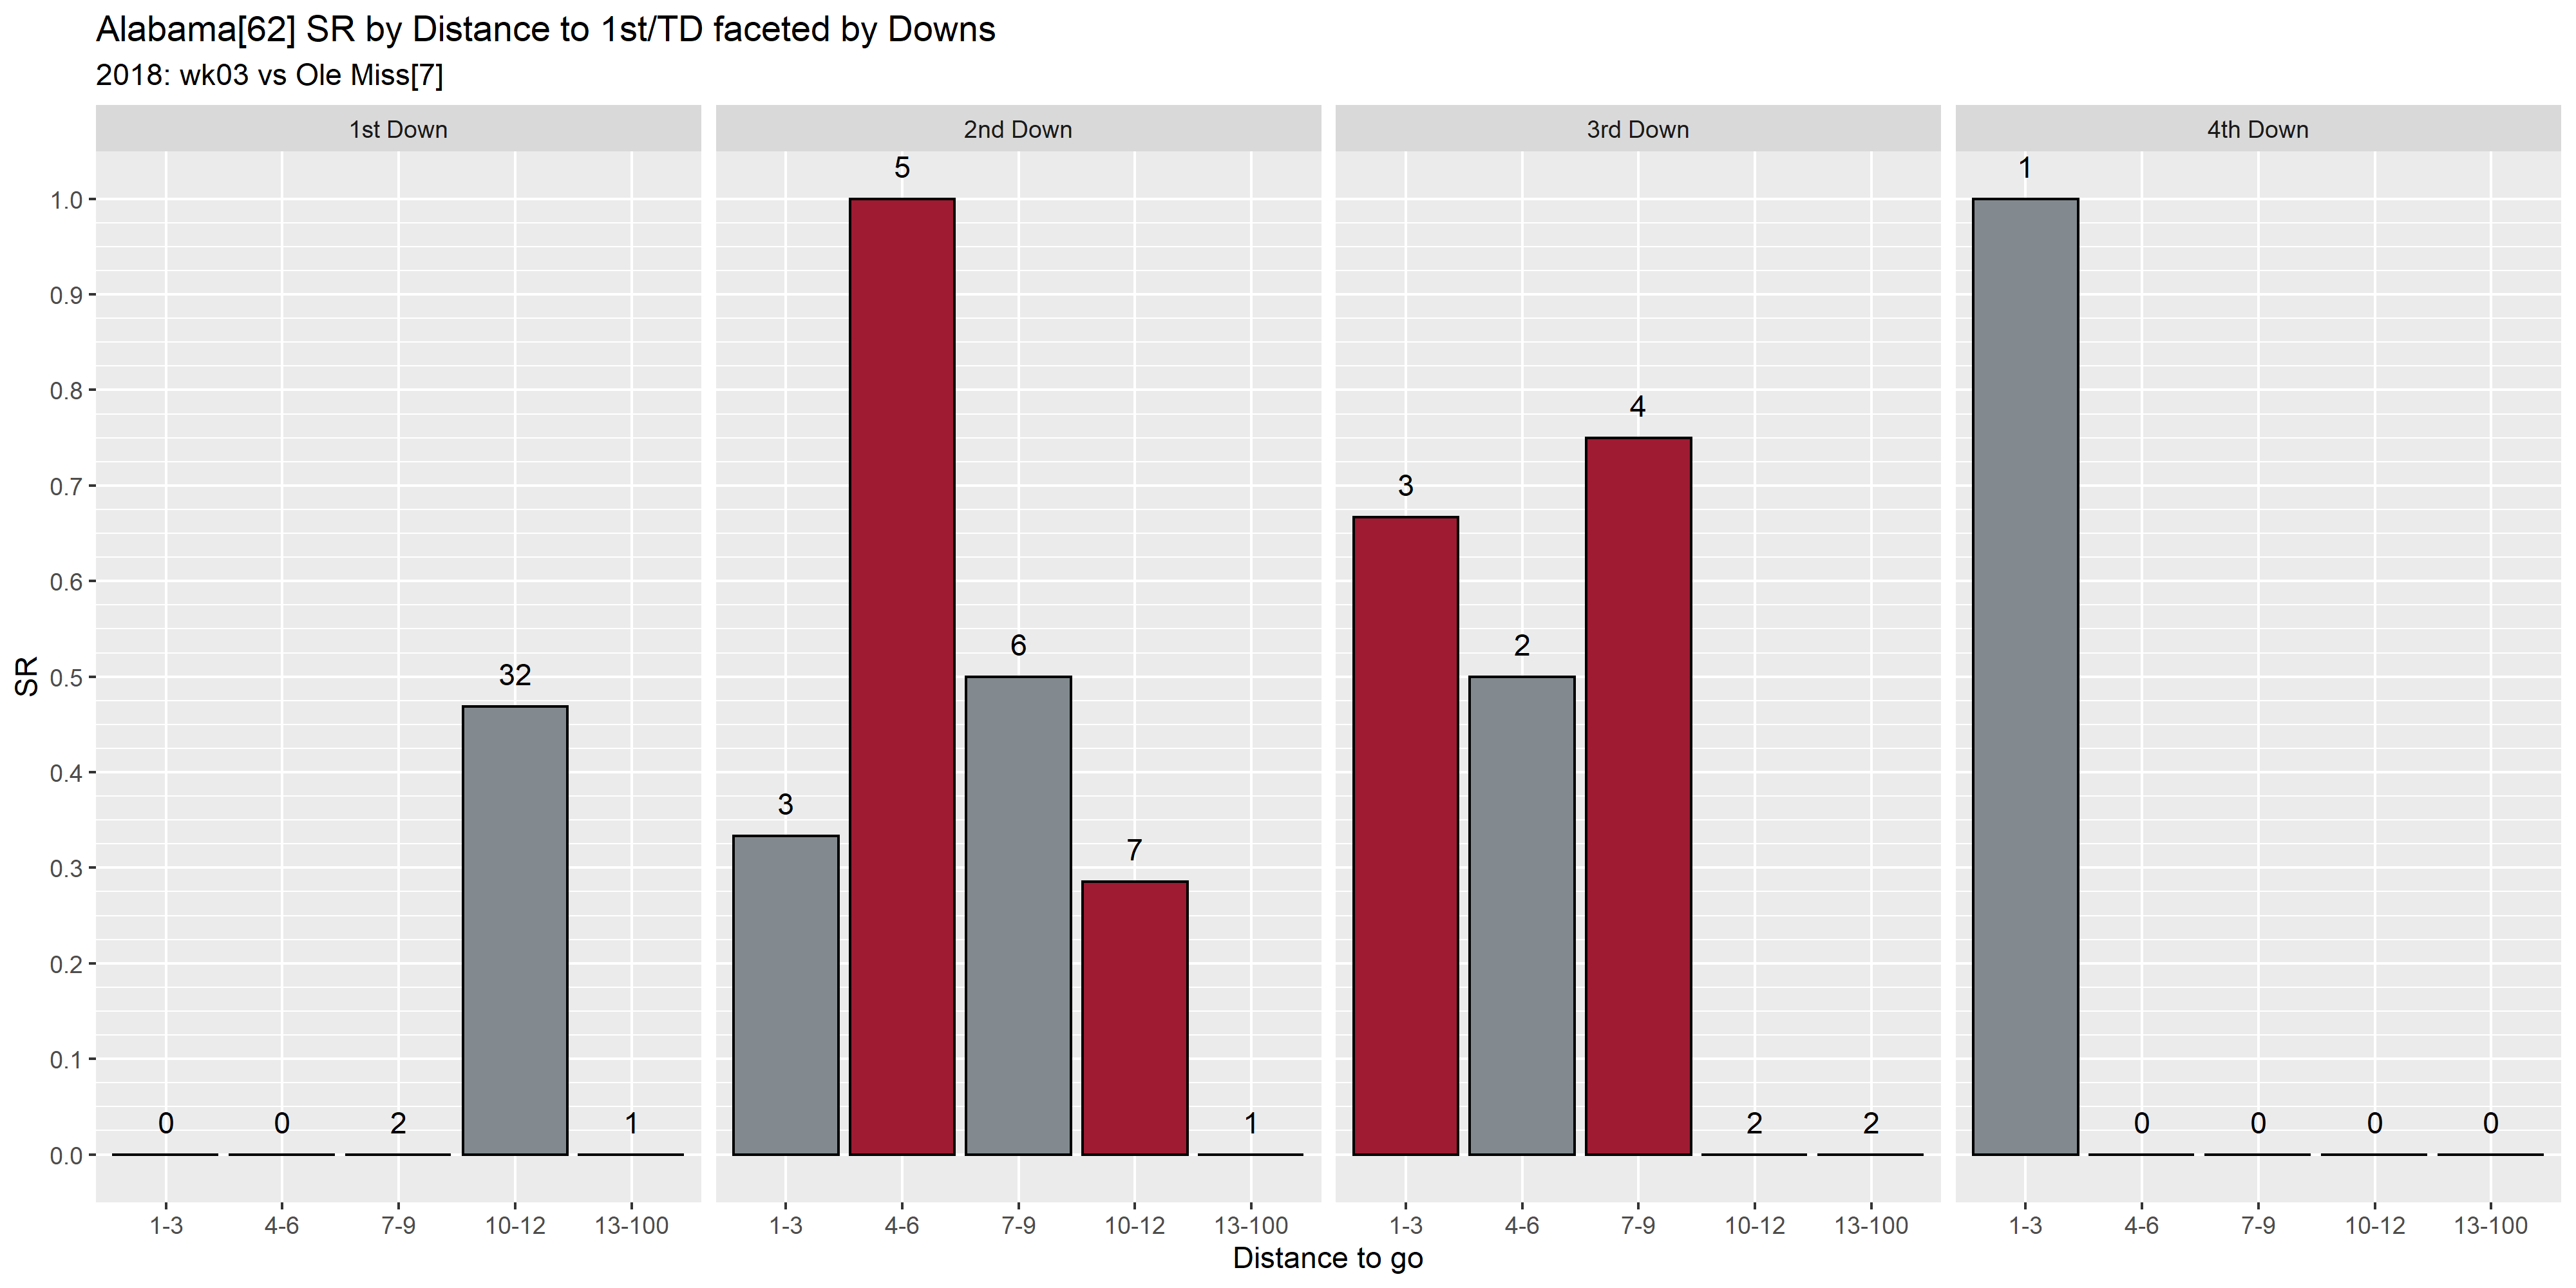 Alabama[62] SR by Distance to 1st/TD faceted by Downs
2018: wk03 vs Ole Miss[7]
1st Down 2nd Down 3rd Down 4th Down
5 1
1.0
0.9
0.8
4
0.7 3
0.6
6 2
0.5 32
0.4
3
7
0.3
0.2
0.1
0 0 2 1 1 2 2 0 0 0 0
0.0
SR
1-3 4-6 7-9 10-12 13-100 1-3 4-6 7-9 10-12 13-100 1-3 4-6 7-9 10-12 13-100 1-3 4-6 7-9 10-12 13-100
Distance to go